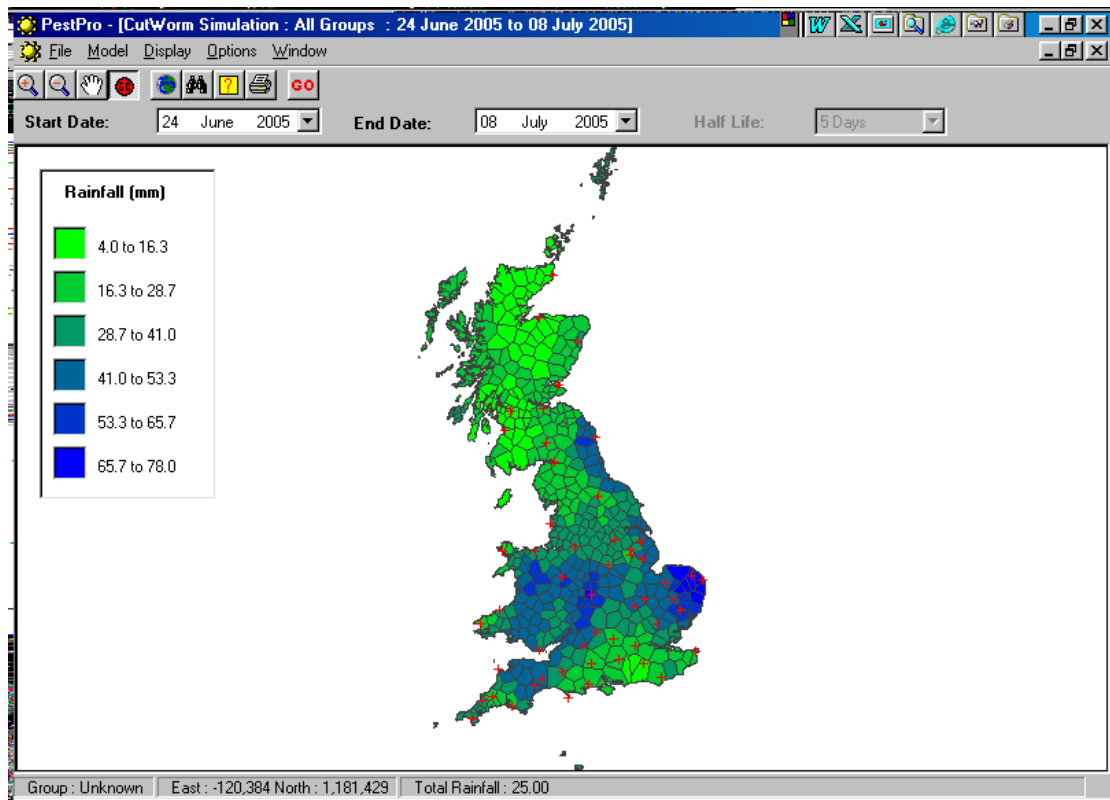 PestPro - [CutWorm Simulation : All Groups : 24 June 2005 to 08 July 2005]
File Model Display Options Window
GO
Start Date: 24 June 2005 End Date: 08 July 2005 Half Life: 5 Days
Rainfall (mm)
4.0 to 16.3
16.3 to 28.7
28.7 to 41.0
41.0 to 53.3
53.3 to 65.7
65.7 to 78.0
Group : Unknown East : -120,384 North : 1,181,429 Total Rainfall : 25.00